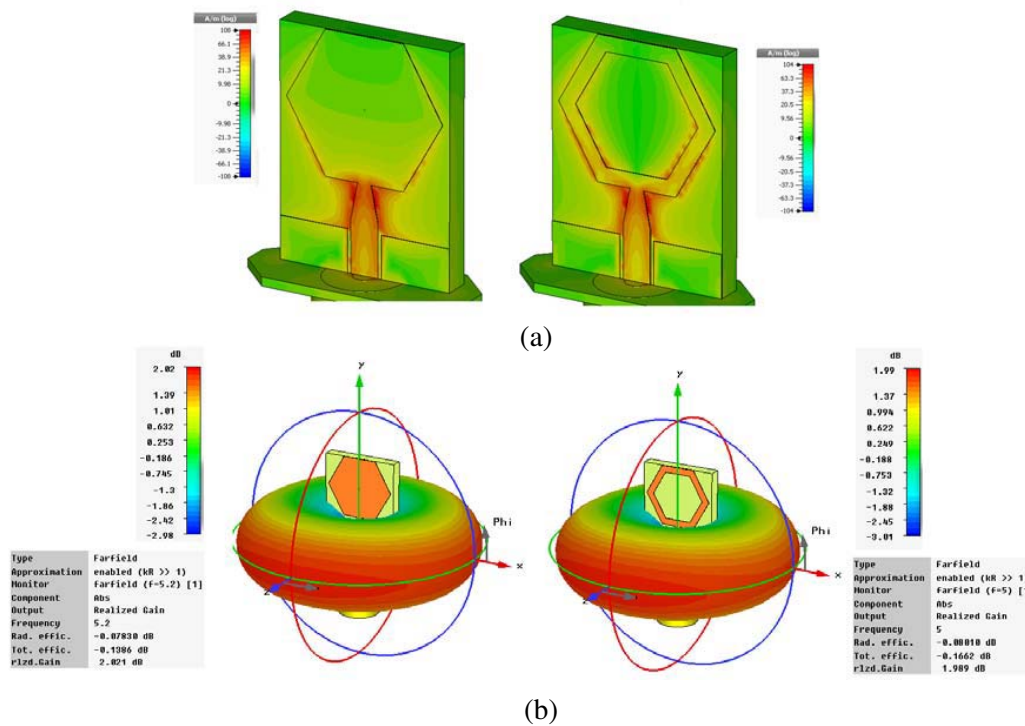 A/m (log)
108
66.1
38.9
21.3
9.98
0
-9.98
-21.3
-38.9
-66.1
-108
A/m (log)
104
63.3
37.3
20.5
9.56
0
-9.56
-20.5
-37.3
-63.3
-104
(a)
dB
2.02
1.39
1.01
0.632
0.253
-0.186
-0.745
-1.3
-1.86
-2.42
-2.98
Type Farfield
Approximation enabled (kR >> 1)
Monitor farfield (f=5.2) [1]
Component Abs
Output Realized Gain
Frequency 5.2
Rad. effic. -0.07830 dB
Tot. effic. -0.1386 dB
rlzd.Gain 2.021 dB
y
Phi
x
z
y
Phi
x
z
dB
1.99
1.37
0.994
0.622
0.249
-0.188
-0.753
-1.32
-1.88
-2.45
-3.01
Type Farfield
Approximation enabled (kR >> 1
Monitor farfield (f=5) [1
Component Abs
Output Realized Gain
Frequency 5
Rad. effic. -0.08010 dB
Tot. effic. -0.1662 dB
rlzd.Gain 1.989 dB
(b)